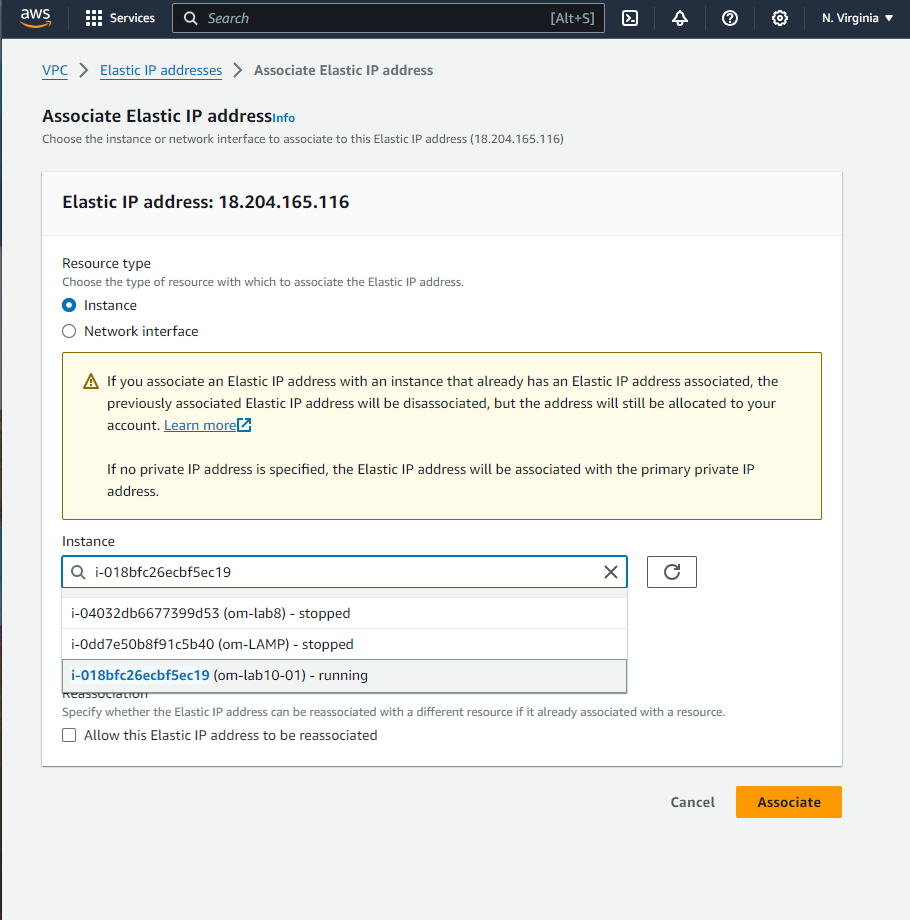 aws
Services
Search [Alt+S]
N. Virginia
VPC
Elastic IP addresses
Associate Elastic IP address
Associate Elastic IP address Info
Choose the instance or network interface to associate to this Elastic IP address (18.204.165.116)
Elastic IP address: 18.204.165.116
Resource type
Choose the type of resource with which to associate the Elastic IP address.
Instance
Network interface
If you associate an Elastic IP address with an instance that already has an Elastic IP address associated, the
previously associated Elastic IP address will be disassociated, but the address will still be allocated to your
account. Learn more
If no private IP address is specified, the Elastic IP address will be associated with the primary private IP
address.
Instance
i-018bfc26ecbf5ec19
i-04032db6677399d53 (om-lab8) - stopped
i-0dd7e50b8f91c5b40 (om-LAMP) - stopped
i-018bfc26ecbf5ec19 (om-lab10-01) - running
Reassociation
Specify whether the Elastic IP address can be reassociated with a different resource if it already associated with a resource.
Allow this Elastic IP address to be reassociated
Cancel
Associate